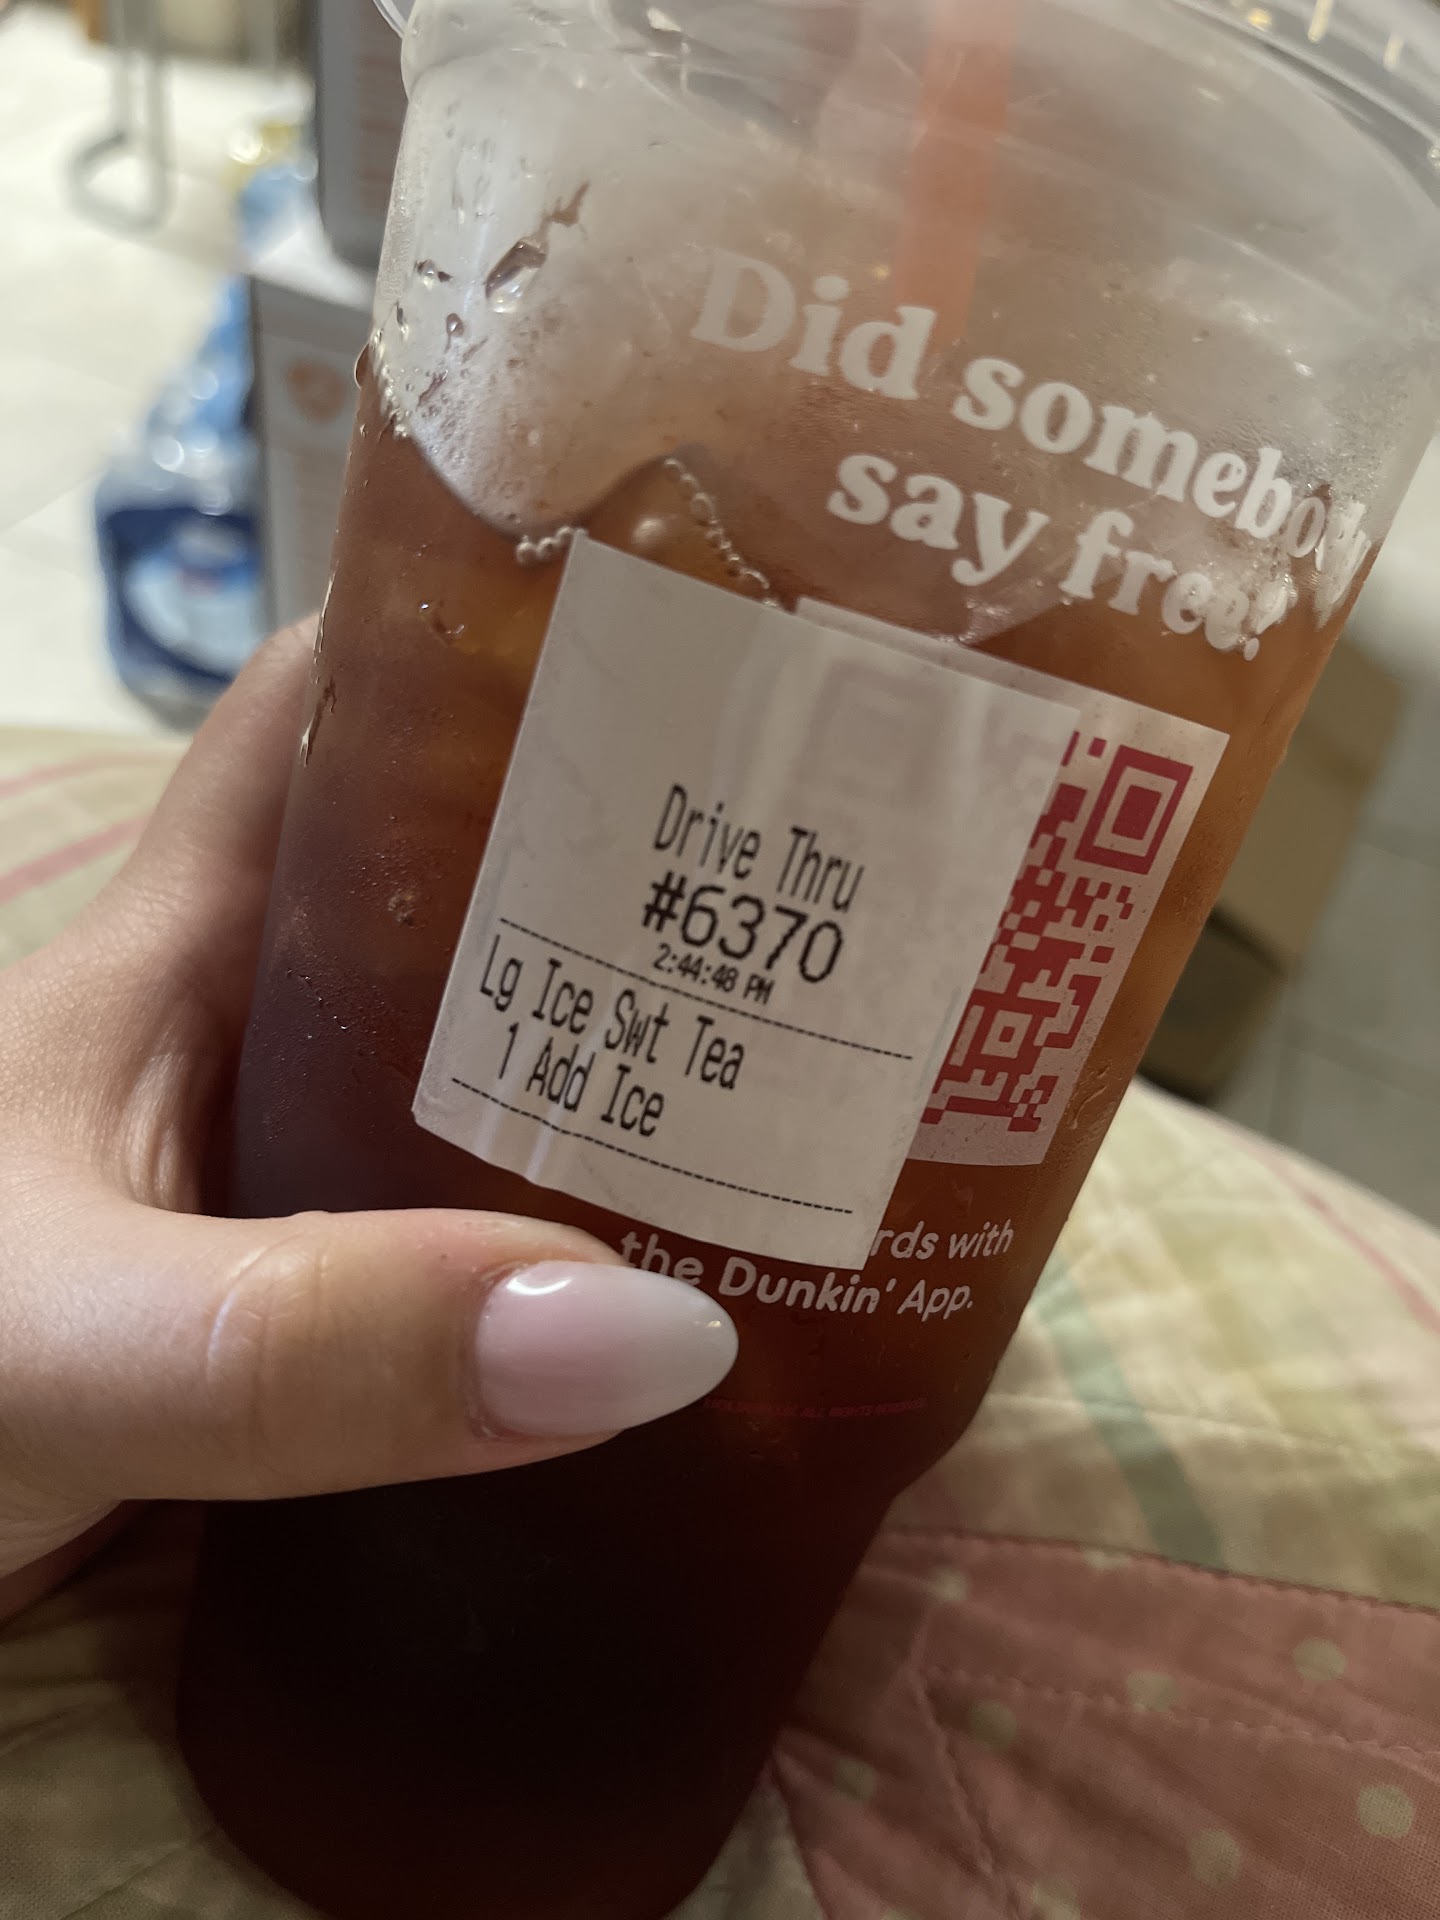 Did somebody
say free?
Drive Thru
#6370
2:44:48 PM
Lg Ice Swt Tea
1 Add Ice
rds with
the Dunkin' App.